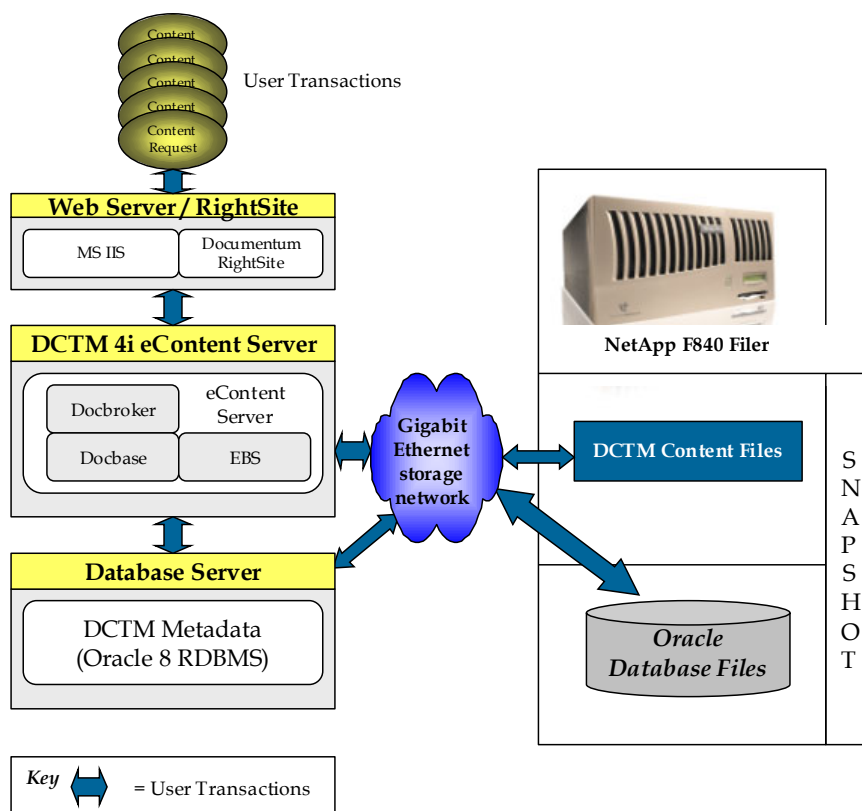 Content
Content
Content
Content
Content
Request
User Transactions
Web Server / RightSite
MS IIS
Documentum
RightSite
DCTM 4i eContent Server
eContent
Server
Docbroker
Docbase
EBS
Database Server
DCTM Metadata
(Oracle 8 RDBMS)
Gigabit
Ethernet
storage
network
NetApp F840 Filer
DCTM Content Files
Oracle
Database Files
SNAPSHOT
Key
= User Transactions